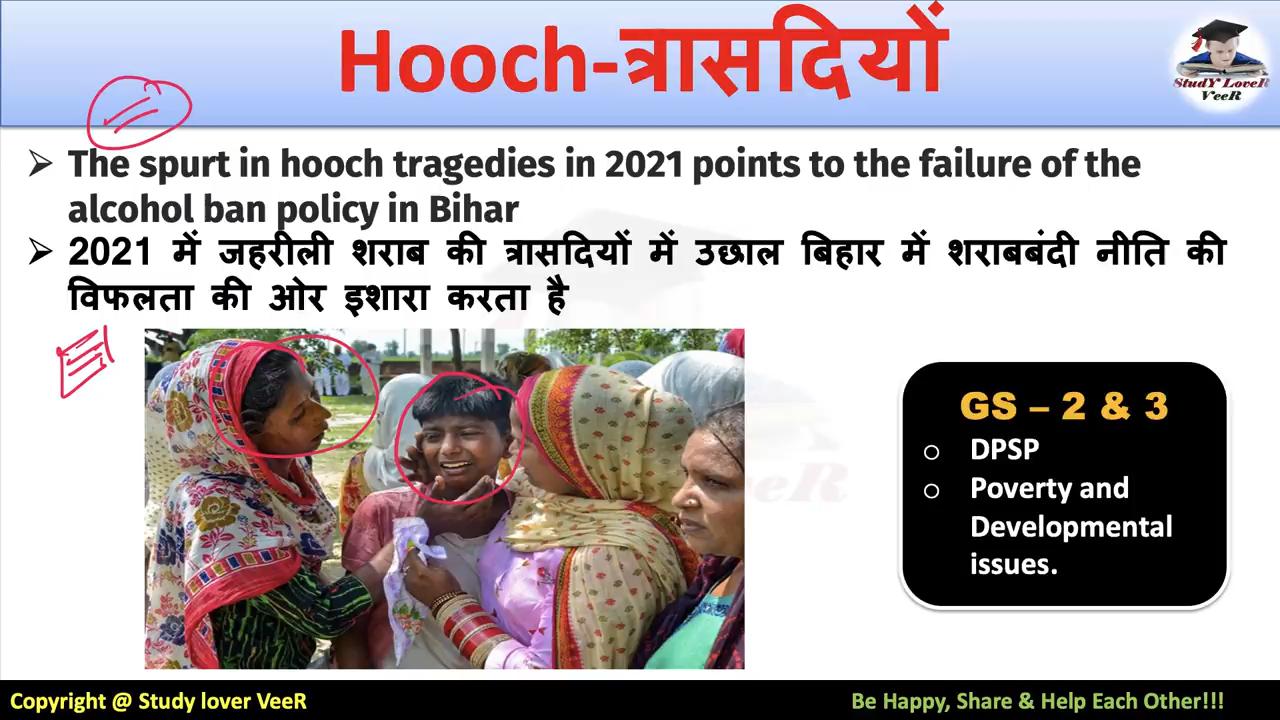 Hooch-त्रासदियों
StudY LoveR
VeeR
The spurt in hooch tragedies in 2021 points to the failure of the
alcohol ban policy in Bihar
2021 में जहरीली शराब की त्रासदियों में उछाल बिहार में शराबबंदी नीति की
विफलता की ओर इशारा करता है
GS – 2 & 3
DPSP
Poverty and
Developmental
issues.
Copyright @ Study lover VeeR
Be Happy, Share & Help Each Other!!!